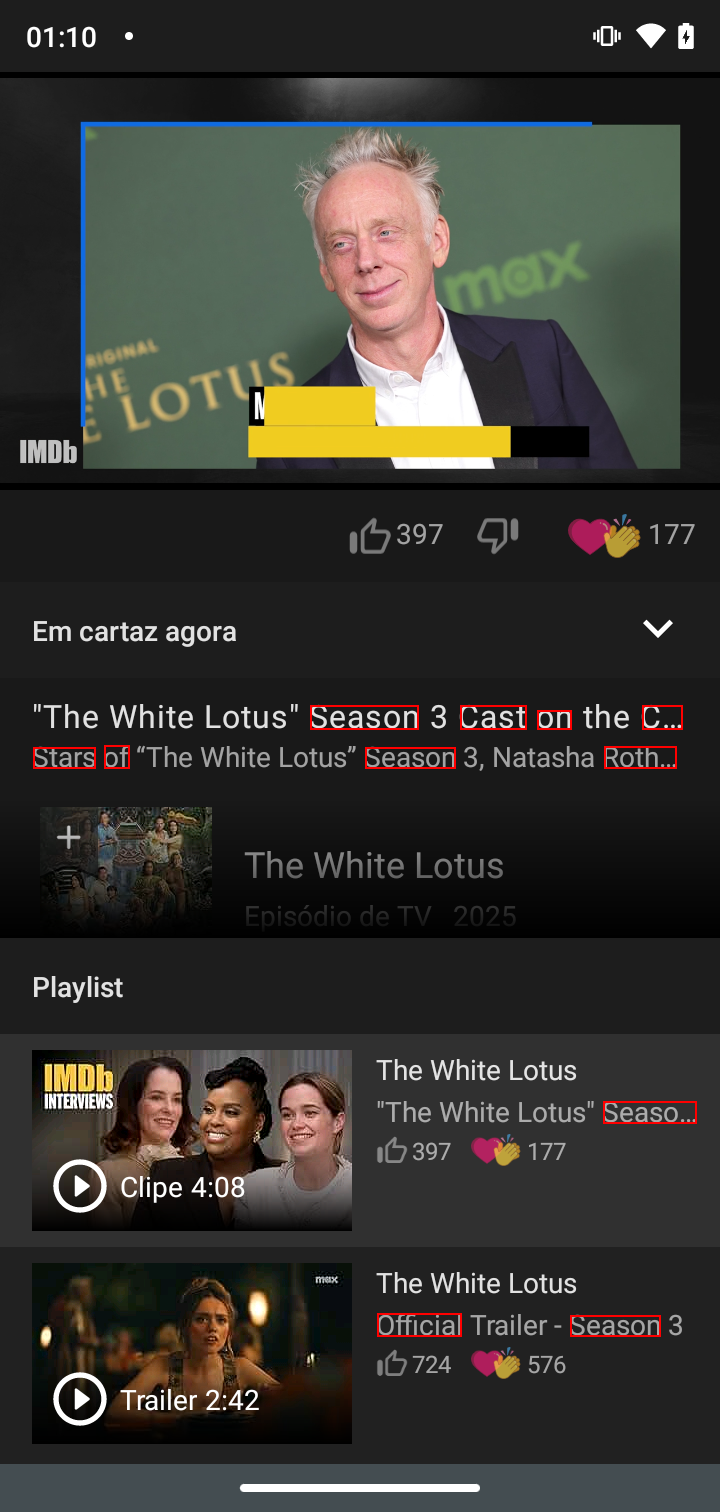 01:10
max
ORIGINAL
THE
LOTUS
M
IMDb
397
177
Em cartaz agora
"The White Lotus" Season 3 Cast on the C…
Stars of “The White Lotus” Season 3, Natasha Roth…
The White Lotus
Episódio de TV 2025
Playlist
IMDb
INTERVIEWS
Clipe 4:08
The White Lotus
"The White Lotus" Seaso…
397 177
max
Trailer 2:42
The White Lotus
Official Trailer - Season 3
724 576